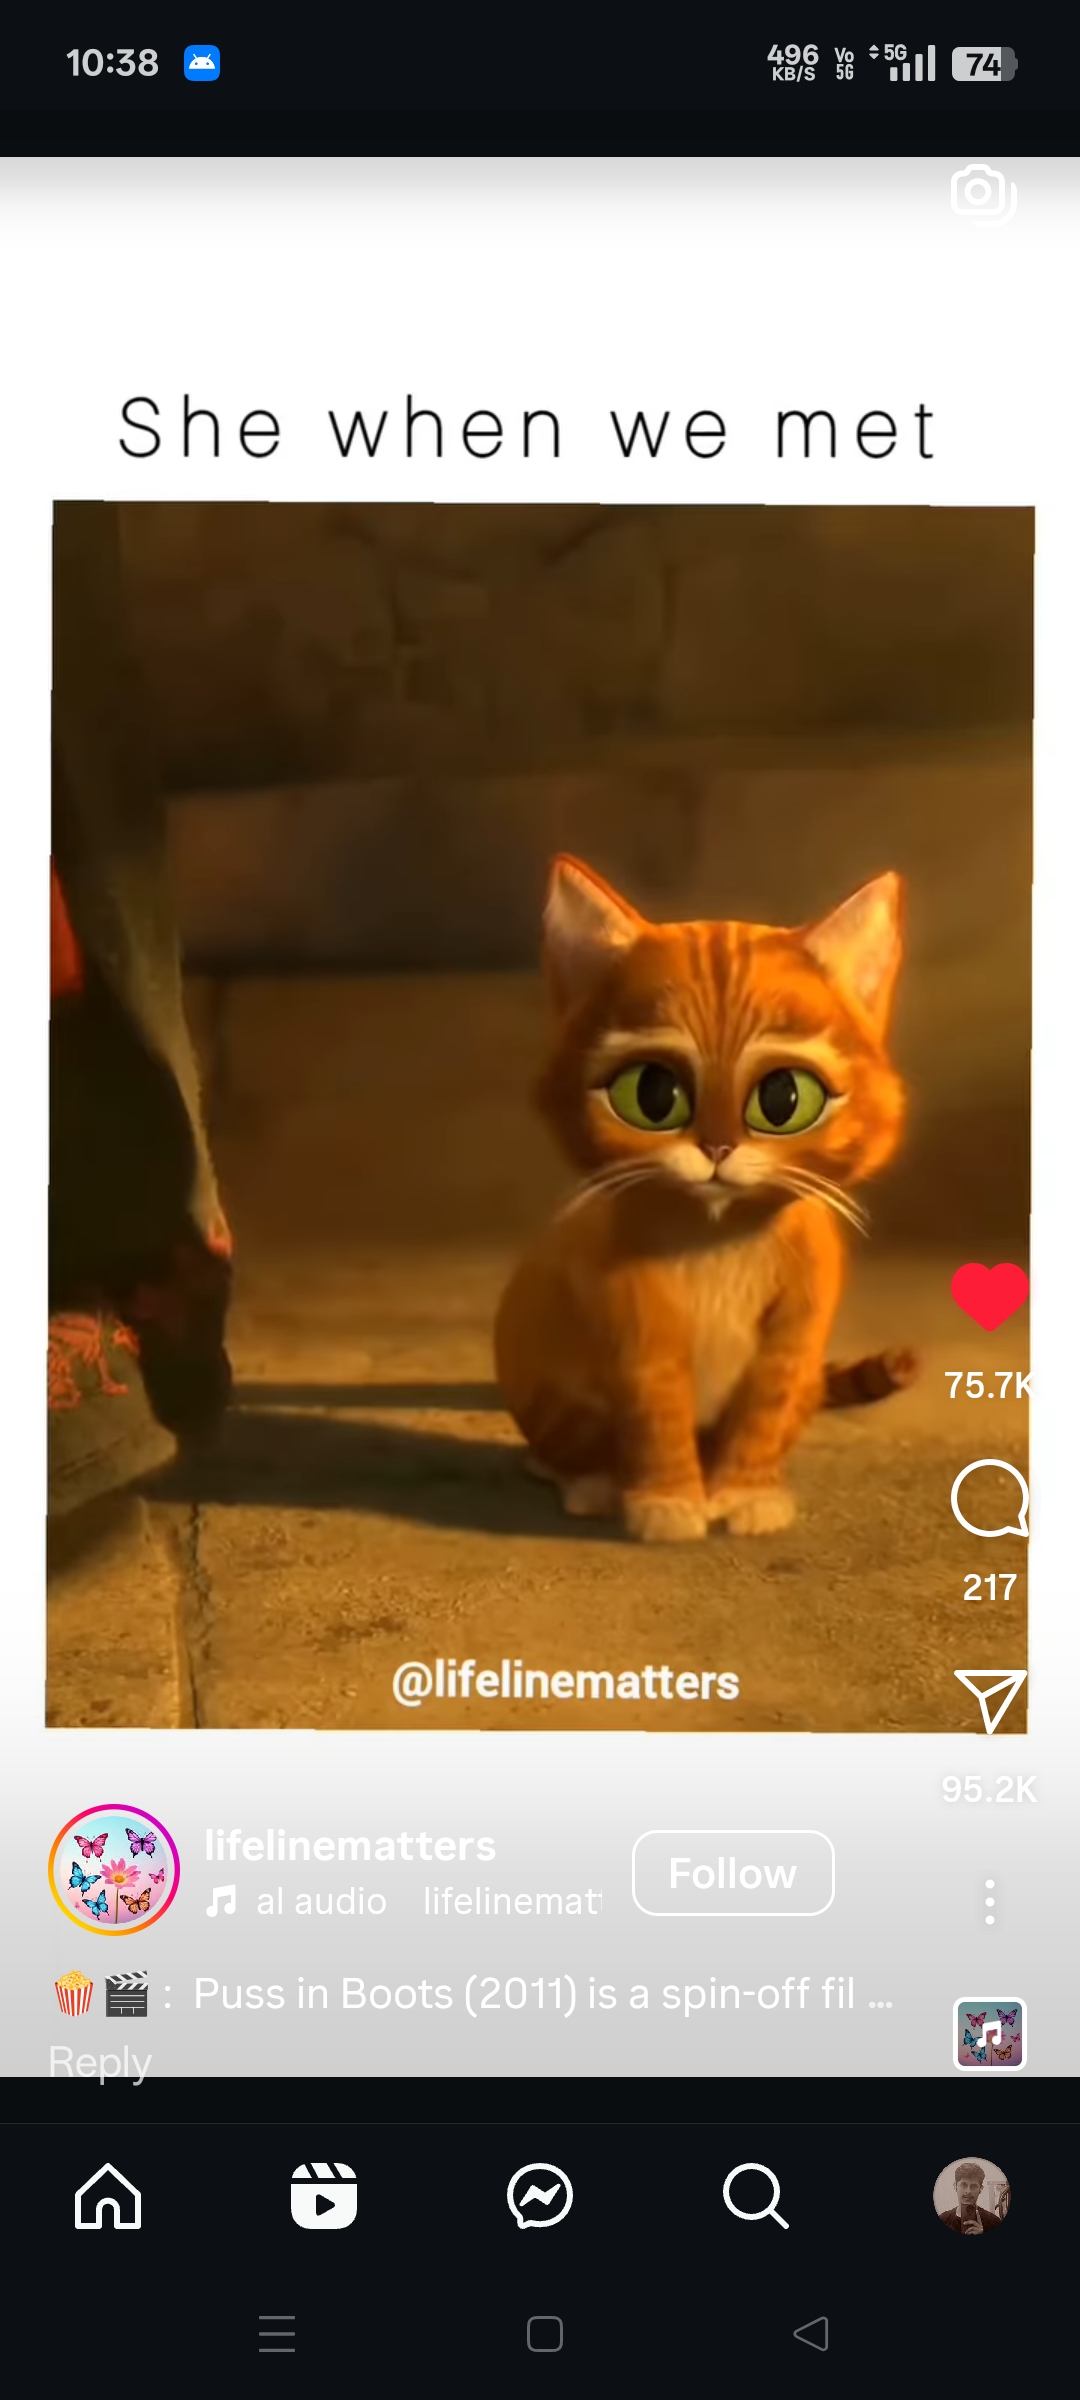 10:38
496 KB/S Vo 5G 5G 74
She when we met
75.7K
217
@lifelinematters
95.2K
lifelinematters
Follow
al audio lifelinematt
: Puss in Boots (2011) is a spin-off fil ...
Reply